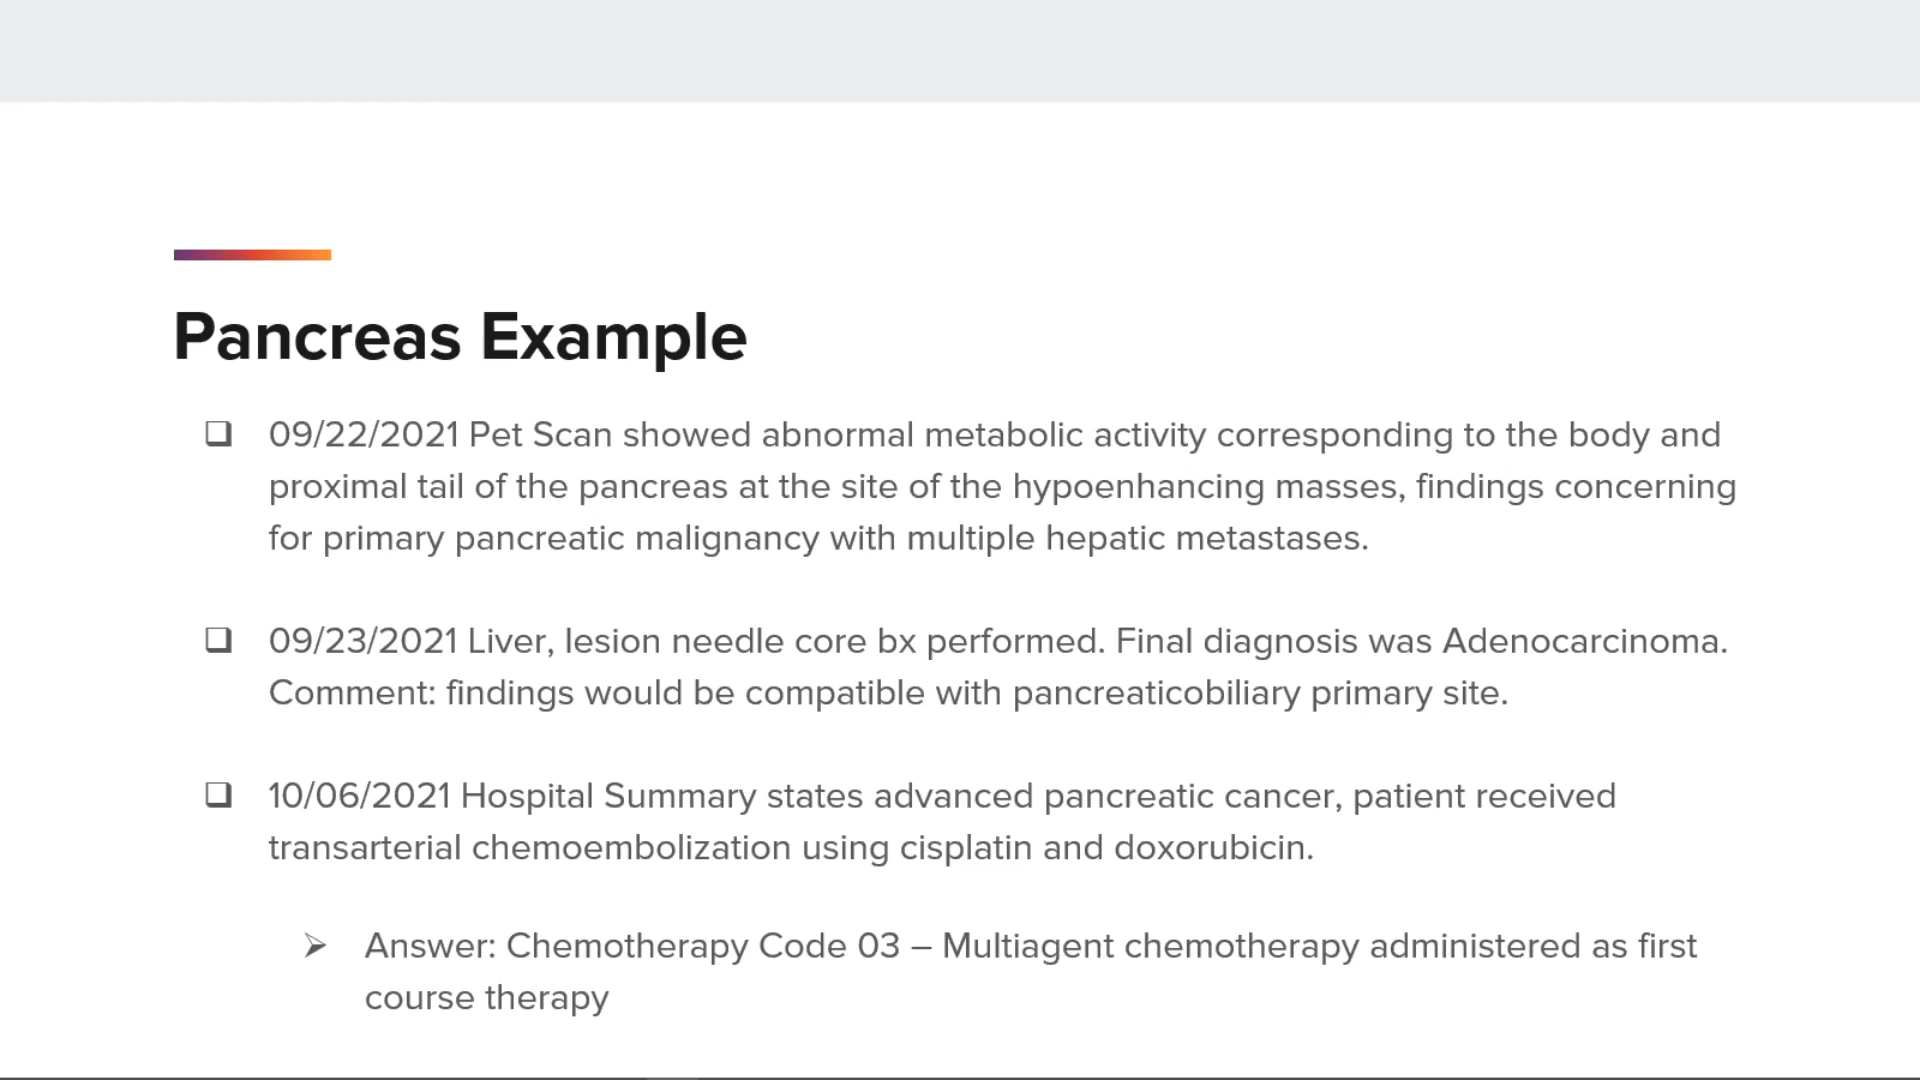 Pancreas Example
❑ 09/22/2021 Pet Scan showed abnormal metabolic activity corresponding to the body and
proximal tail of the pancreas at the site of the hypoenhancing masses, findings concerning
for primary pancreatic malignancy with multiple hepatic metastases.
❑ 09/23/2021 Liver, lesion needle core bx performed. Final diagnosis was Adenocarcinoma.
Comment: findings would be compatible with pancreaticobiliary primary site.
❑ 10/06/2021 Hospital Summary states advanced pancreatic cancer, patient received
transarterial chemoembolization using cisplatin and doxorubicin.
➢ Answer: Chemotherapy Code 03 – Multiagent chemotherapy administered as first
course therapy